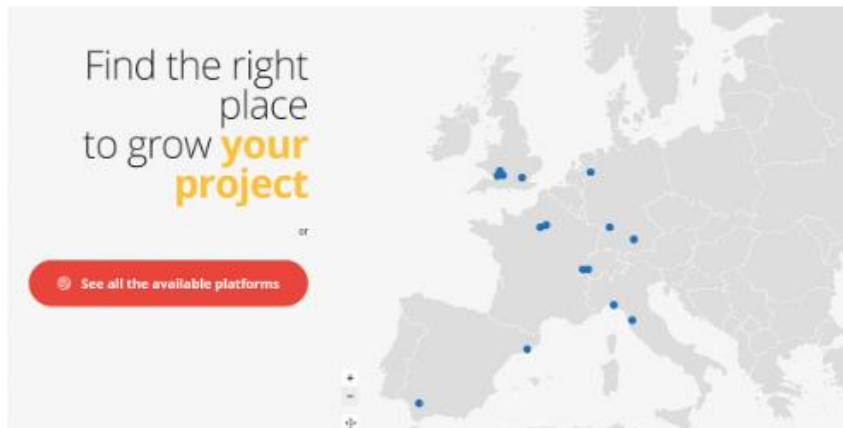 Find the right
place
to grow your
project
or
See all the available platforms
+
−